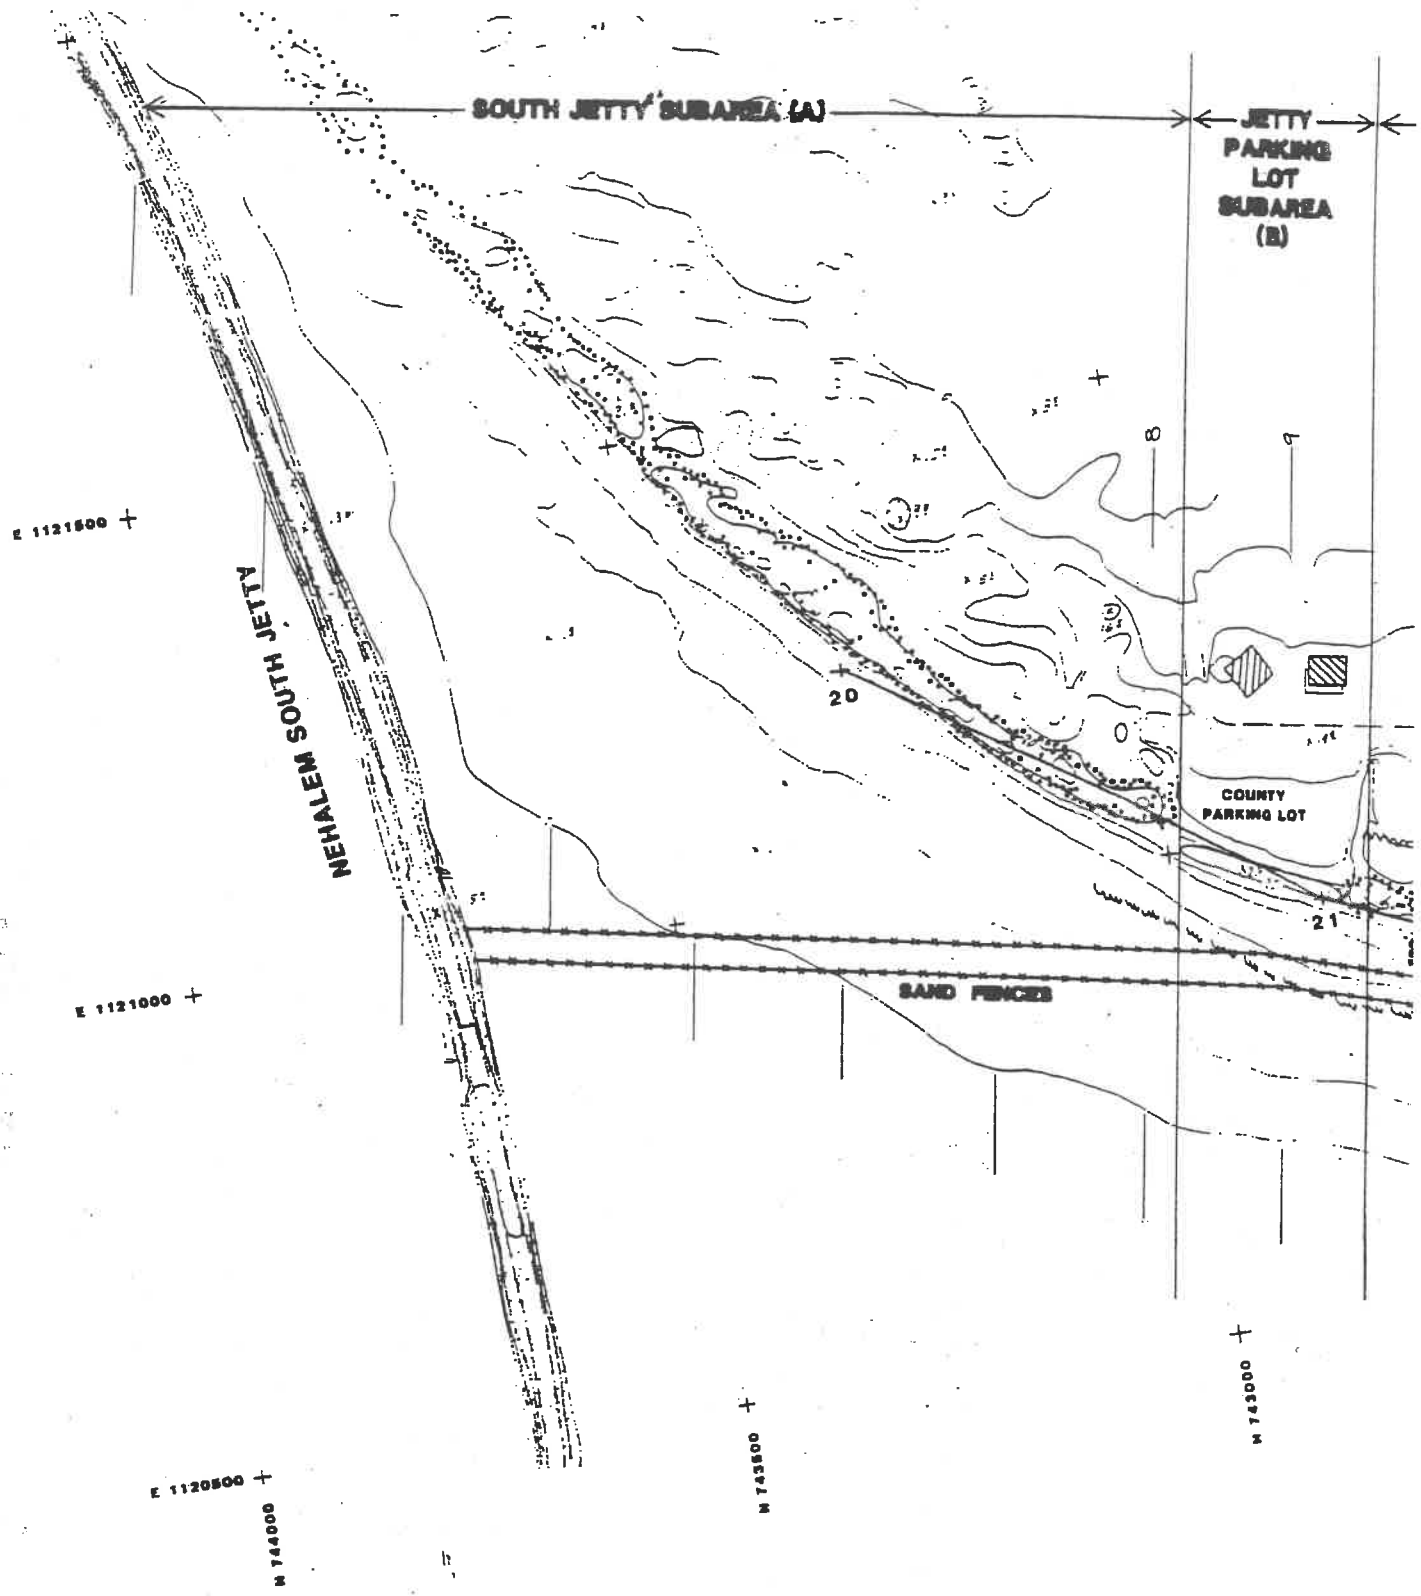 SOUTH JETTY SUBAREA (A)
JETTY
PARKING
LOT
SUBAREA
(B)
8
9
E 1121500
NEHALEM SOUTH JETTY
20
COUNTY
PARKING LOT
21
SAND FENCES
E 1121000
N 743000
N 743500
E 1120500
N 744000